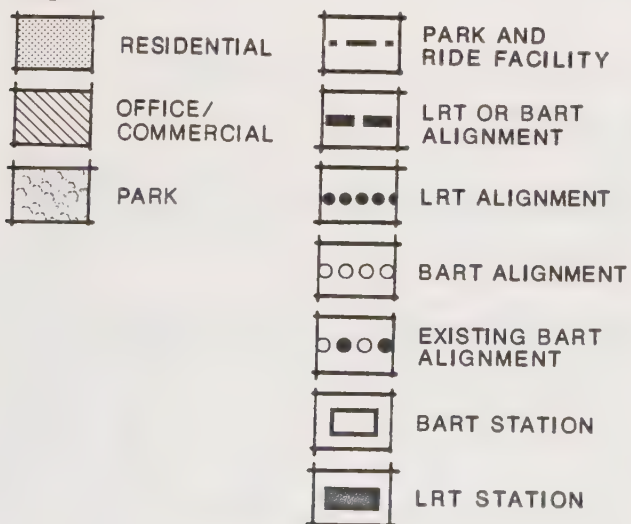 RESIDENTIAL
OFFICE/
COMMERCIAL
PARK
PARK AND
RIDE FACILITY
LRT OR BART
ALIGNMENT
LRT ALIGNMENT
BART ALIGNMENT
EXISTING BART
ALIGNMENT
BART STATION
LRT STATION